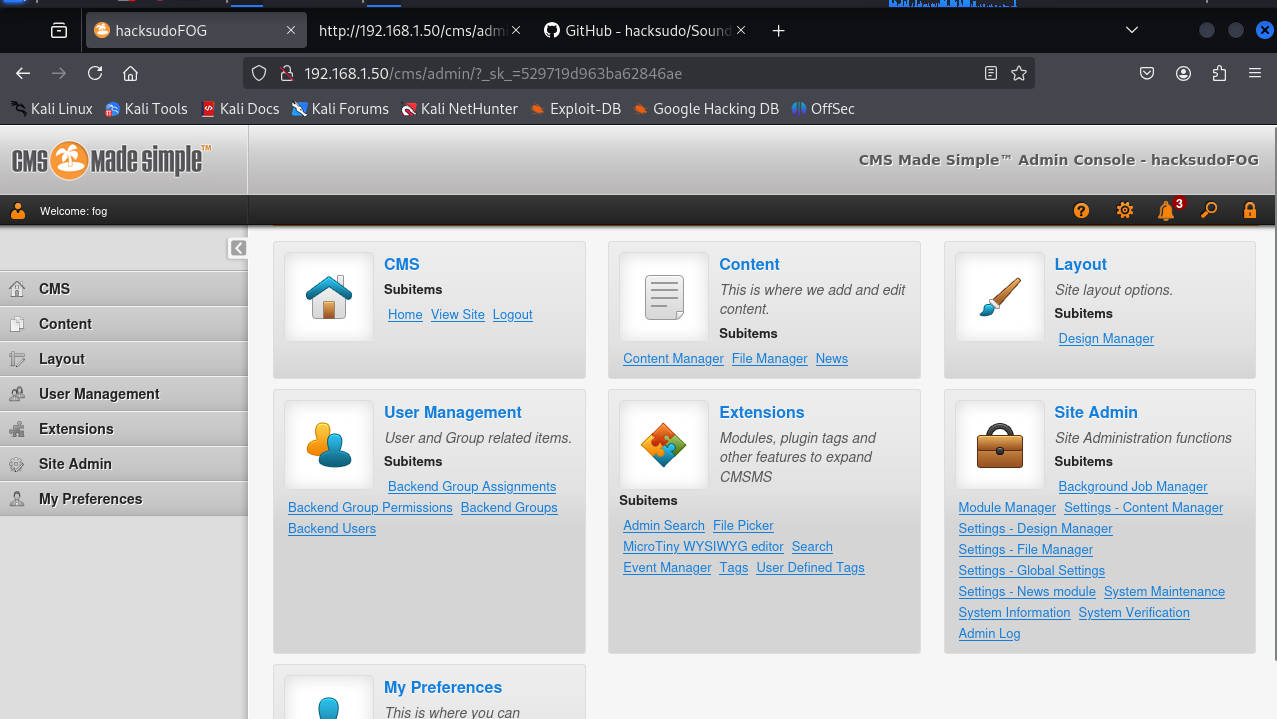 hacksudoFOG
http://192.168.1.50/cms/adm
GitHub - hacksudo/Sound
192.168.1.50/cms/admin/?_sk_=529719d963ba62846ae
Kali Linux
Kali Tools
Kali Docs
Kali Forums
Kali NetHunter
Exploit-DB
Google Hacking DB
OffSec
CMS Made Simple™
CMS Made Simple™ Admin Console - hacksudoFOG
Welcome: fog
3
CMS
Content
Layout
User Management
Extensions
Site Admin
My Preferences
CMS
Subitems
Home View Site Logout
Content
This is where we add and edit
content.
Subitems
Content Manager File Manager News
Layout
Site layout options.
Subitems
Design Manager
User Management
User and Group related items.
Subitems
Backend Group Assignments
Backend Group Permissions Backend Groups
Backend Users
Extensions
Modules, plugin tags and
other features to expand
CMSMS
Subitems
Admin Search File Picker
MicroTiny WYSIWYG editor Search
Event Manager Tags User Defined Tags
Site Admin
Site Administration functions
Subitems
Background Job Manager
Module Manager Settings - Content Manager
Settings - Design Manager
Settings - File Manager
Settings - Global Settings
Settings - News module System Maintenance
System Information System Verification
Admin Log
My Preferences
This is where you can